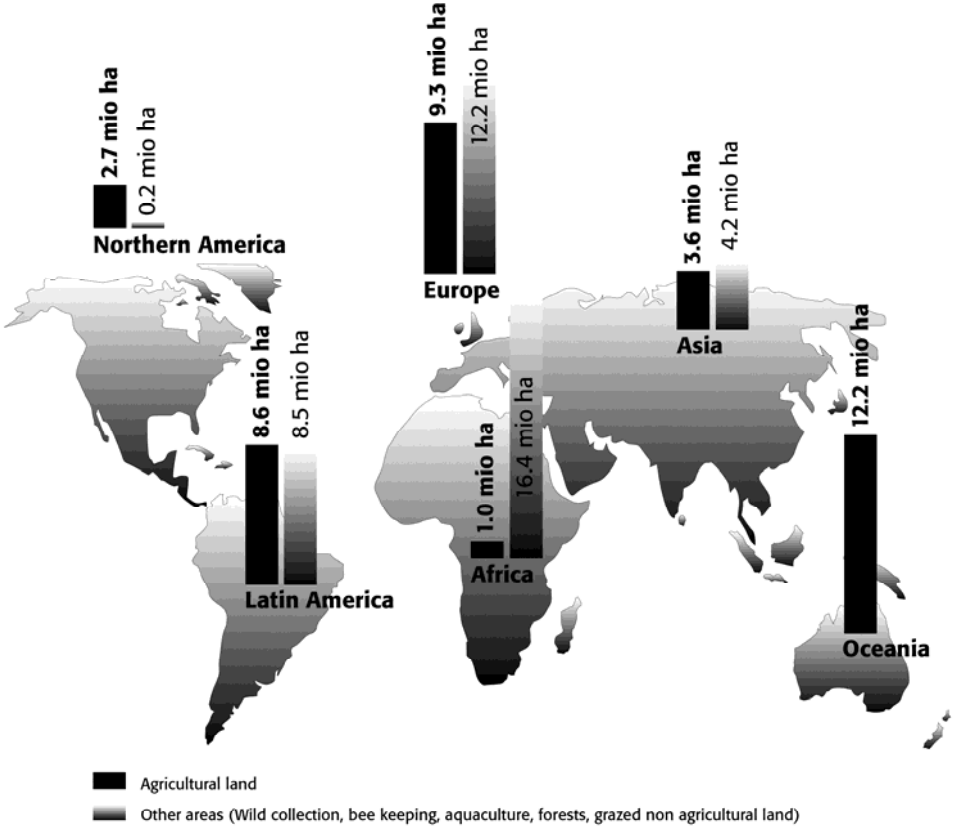 2.7 mio ha
0.2 mio ha
Northern America
9.3 mio ha
12.2 mio ha
Europe
3.6 mio ha
4.2 mio ha
Asia
8.6 mio ha
8.5 mio ha
Latin America
1.0 mio ha
16.4 mio ha
Africa
12.2 mio ha
Oceania
Agricultural land
Other areas (Wild collection, bee keeping, aquaculture, forests, grazed non agricultural land)